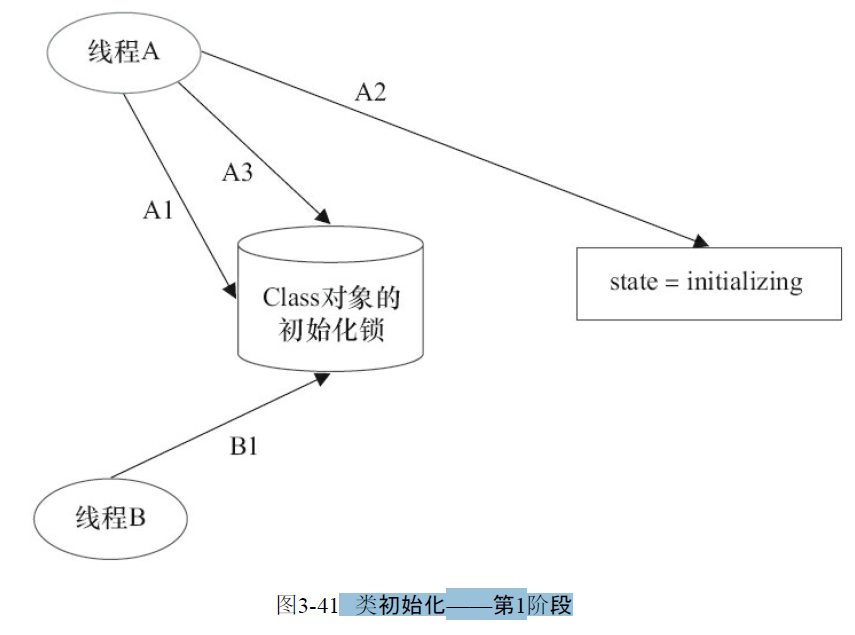 线程A
A2
A3
A1
state = initializing
Class对象的
初始化锁
B1
线程B
图3-41 类初始化——第1阶段